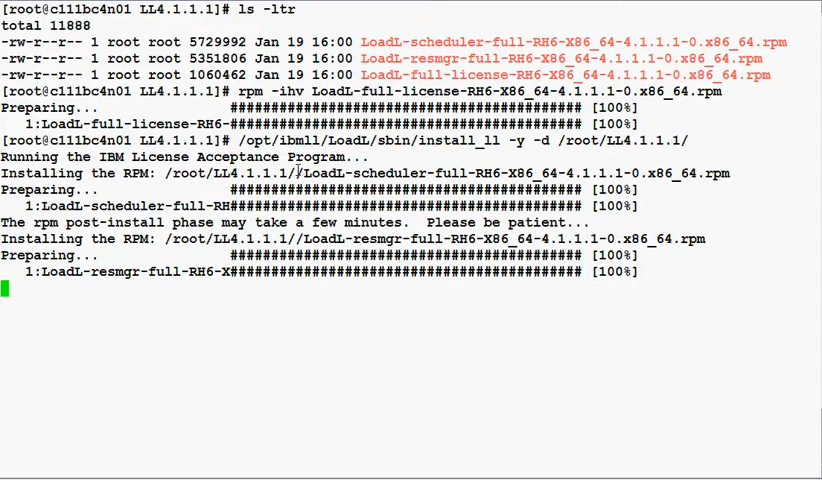 [root@c111bc4n01 LL4.1.1.1]# ls -ltr
total 11888
-rw-r--r-- 1 root root 5729992 Jan 19 16:00 LoadL-scheduler-full-RH6-X86_64-4.1.1.1-0.x86_64.rpm
-rw-r--r-- 1 root root 5351806 Jan 19 16:00 LoadL-resmgr-full-RH6-X86_64-4.1.1.1-0.x86_64.rpm
-rw-r--r-- 1 root root 1060462 Jan 19 16:00 LoadL-full-license-RH6-X86_64-4.1.1.1-0.x86_64.rpm
[root@c111bc4n01 LL4.1.1.1]# rpm -ihv LoadL-full-license-RH6-X86_64-4.1.1.1-0.x86_64.rpm
Preparing... ########################################### [100%]
1:LoadL-full-license-RH6-########################################### [100%]
[root@c111bc4n01 LL4.1.1.1]# /opt/ibmll/LoadL/sbin/install_ll -y -d /root/LL4.1.1.1/
Running the IBM License Acceptance Program...
Installing the RPM: /root/LL4.1.1.1//LoadL-scheduler-full-RH6-X86_64-4.1.1.1-0.x86_64.rpm
Preparing... ########################################### [100%]
1:LoadL-scheduler-full-RH########################################### [100%]
The rpm post-install phase may take a few minutes.  Please be patient...
Installing the RPM: /root/LL4.1.1.1//LoadL-resmgr-full-RH6-X86_64-4.1.1.1-0.x86_64.rpm
Preparing... ########################################### [100%]
1:LoadL-resmgr-full-RH6-X########################################### [100%]